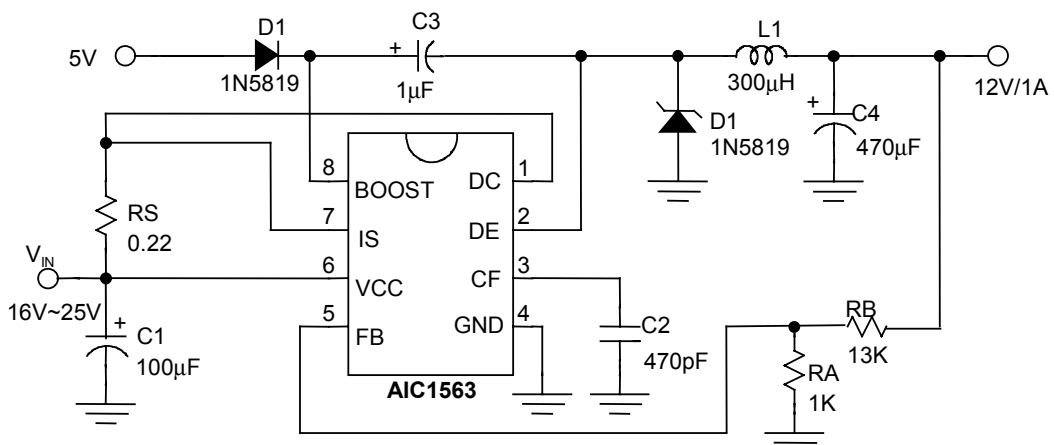 C3
D1
L1
5V
+
1N5819
1µF
300µH
12V/1A
+
C4
D1
1N5819
470µF
8
1
BOOST
DC
RS
7
2
0.22
IS
DE
VIN
6
3
VCC
CF
16V~25V
+
5
4
C1
FB
GND
C2
RB
100µF
470pF
13K
AIC1563
RA
1K